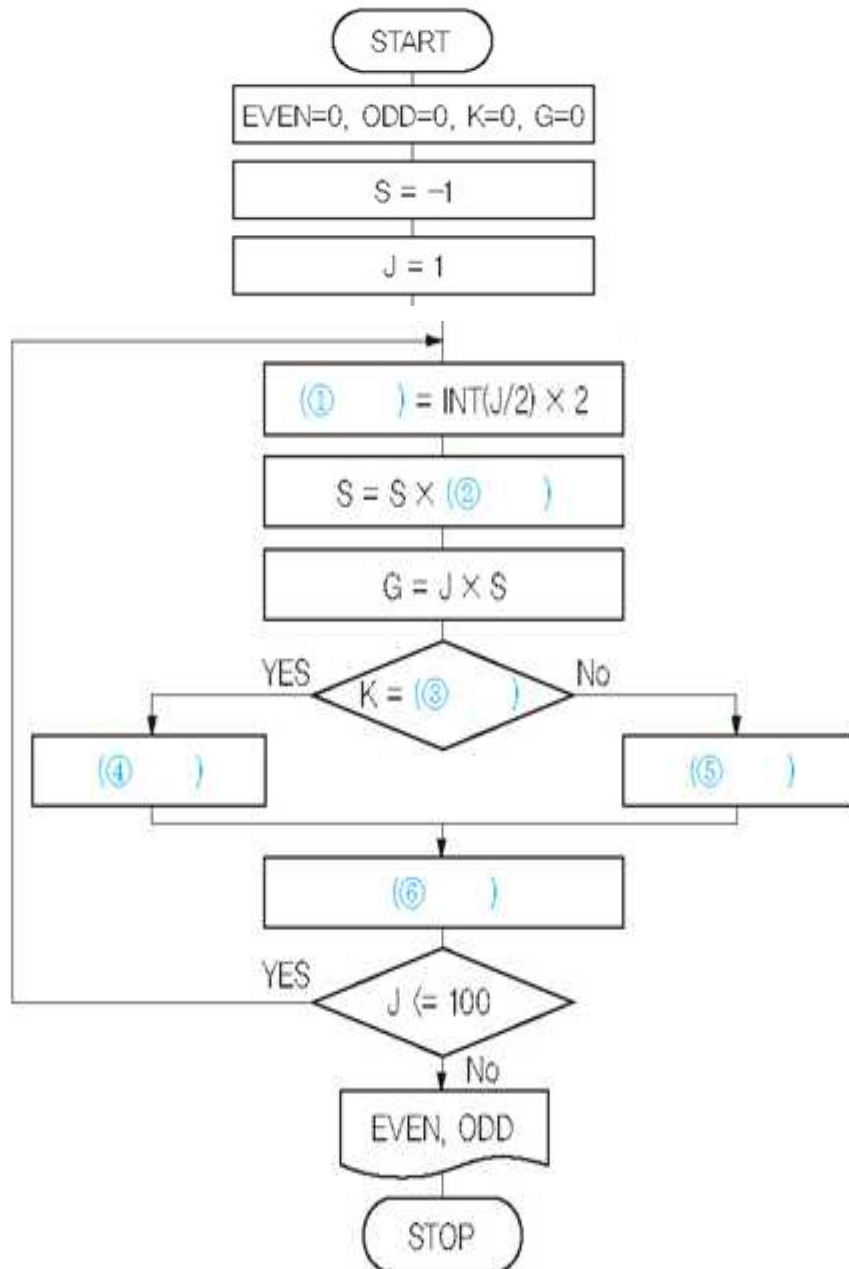 START
EVEN=0, ODD=0, K=0, G=0
S = -1
J = 1
(① ) = INT(J/2) × 2
S = S × (② )
G = J × S
YES
K = (③ )
No
(④ )
(⑤ )
(⑥ )
YES
J <= 100
No
EVEN, ODD
STOP